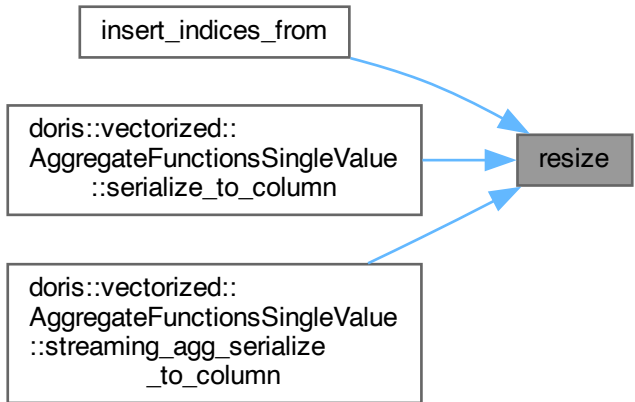 insert_indices_from
doris::vectorized::
AggregateFunctionsSingleValue
::serialize_to_column
resize
doris::vectorized::
AggregateFunctionsSingleValue
::streaming_agg_serialize
_to_column